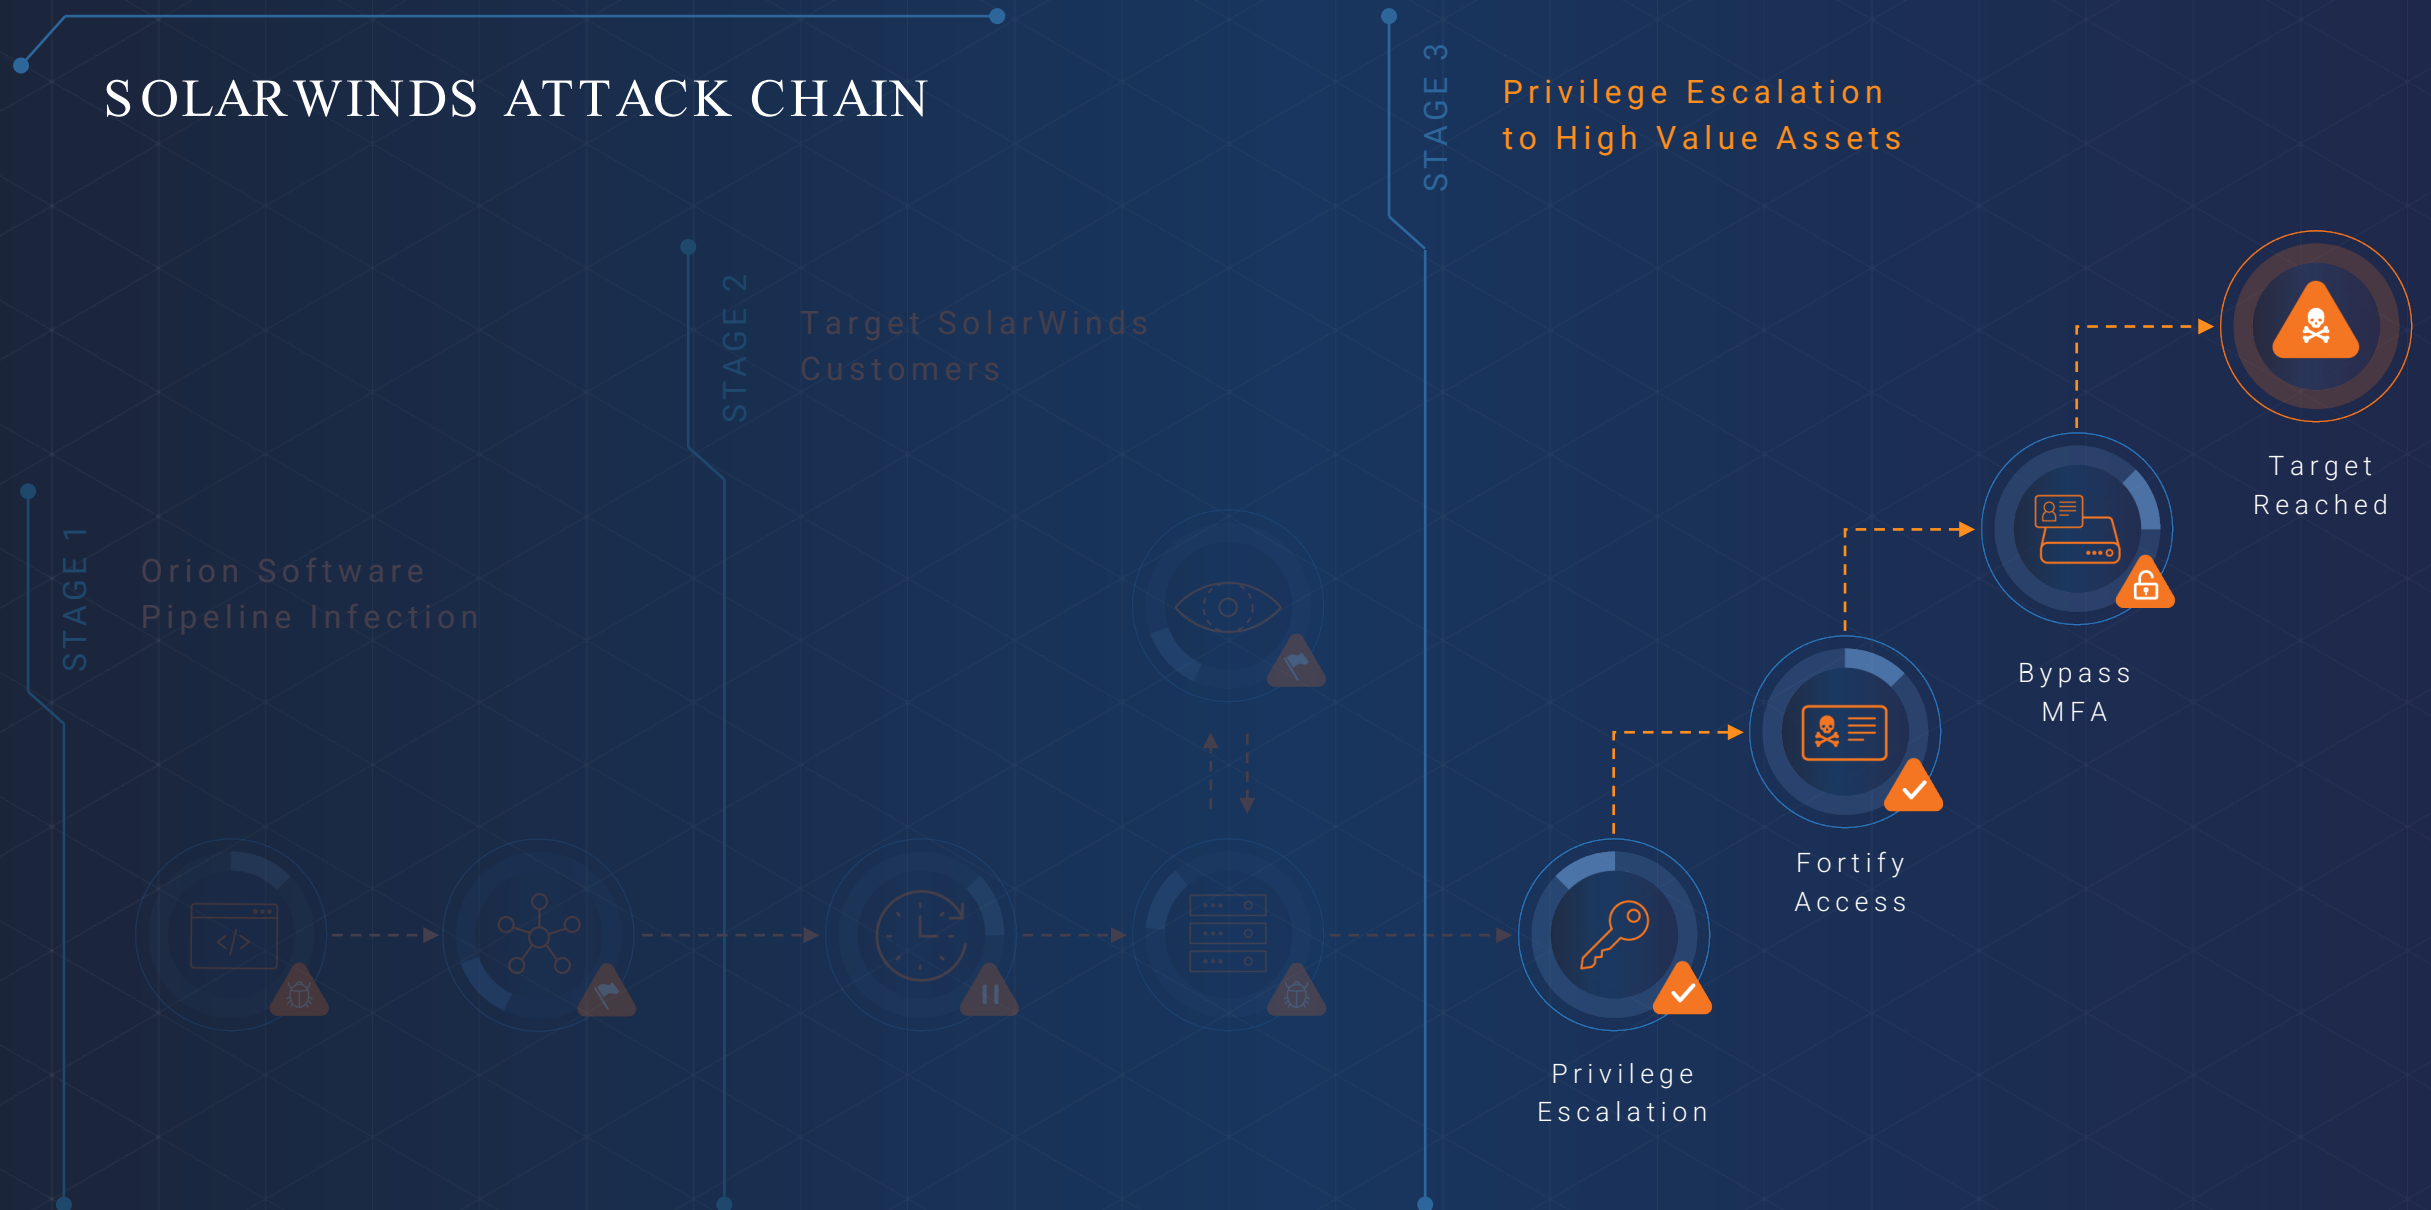 SOLARWINDS ATTACK CHAIN
STAGE 1
Orion Software
Pipeline Infection
STAGE 2
Target SolarWinds
Customers
STAGE 3
Privilege Escalation
to High Value Assets
Privilege
Escalation
Fortify
Access
Bypass
MFA
Target
Reached